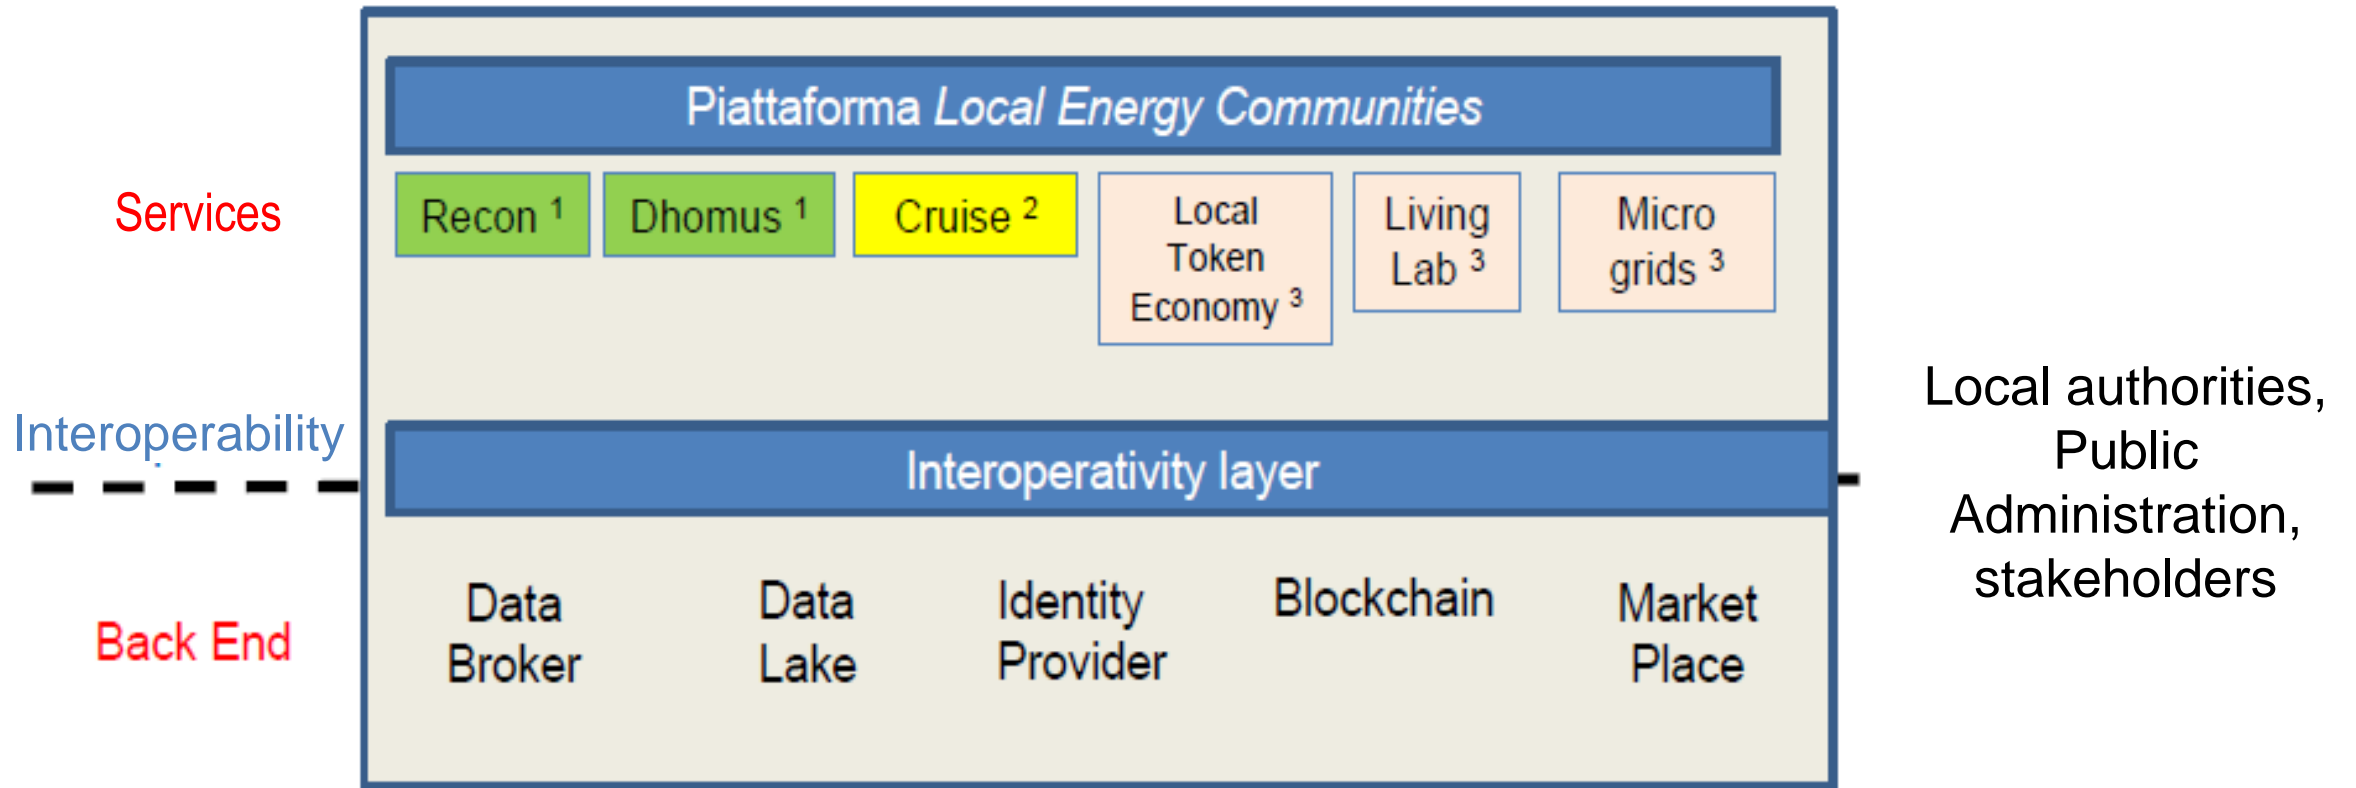 Piattaforma Local Energy Communities
Services
Recon ¹
Dhomus ¹
Cruise ²
Local
Token
Economy ³
Living
Lab ³
Micro
grids ³
Interoperability
Interoperativity layer
Local authorities,
Public
Administration,
stakeholders
Back End
Data
Broker
Data
Lake
Identity
Provider
Blockchain
Market
Place